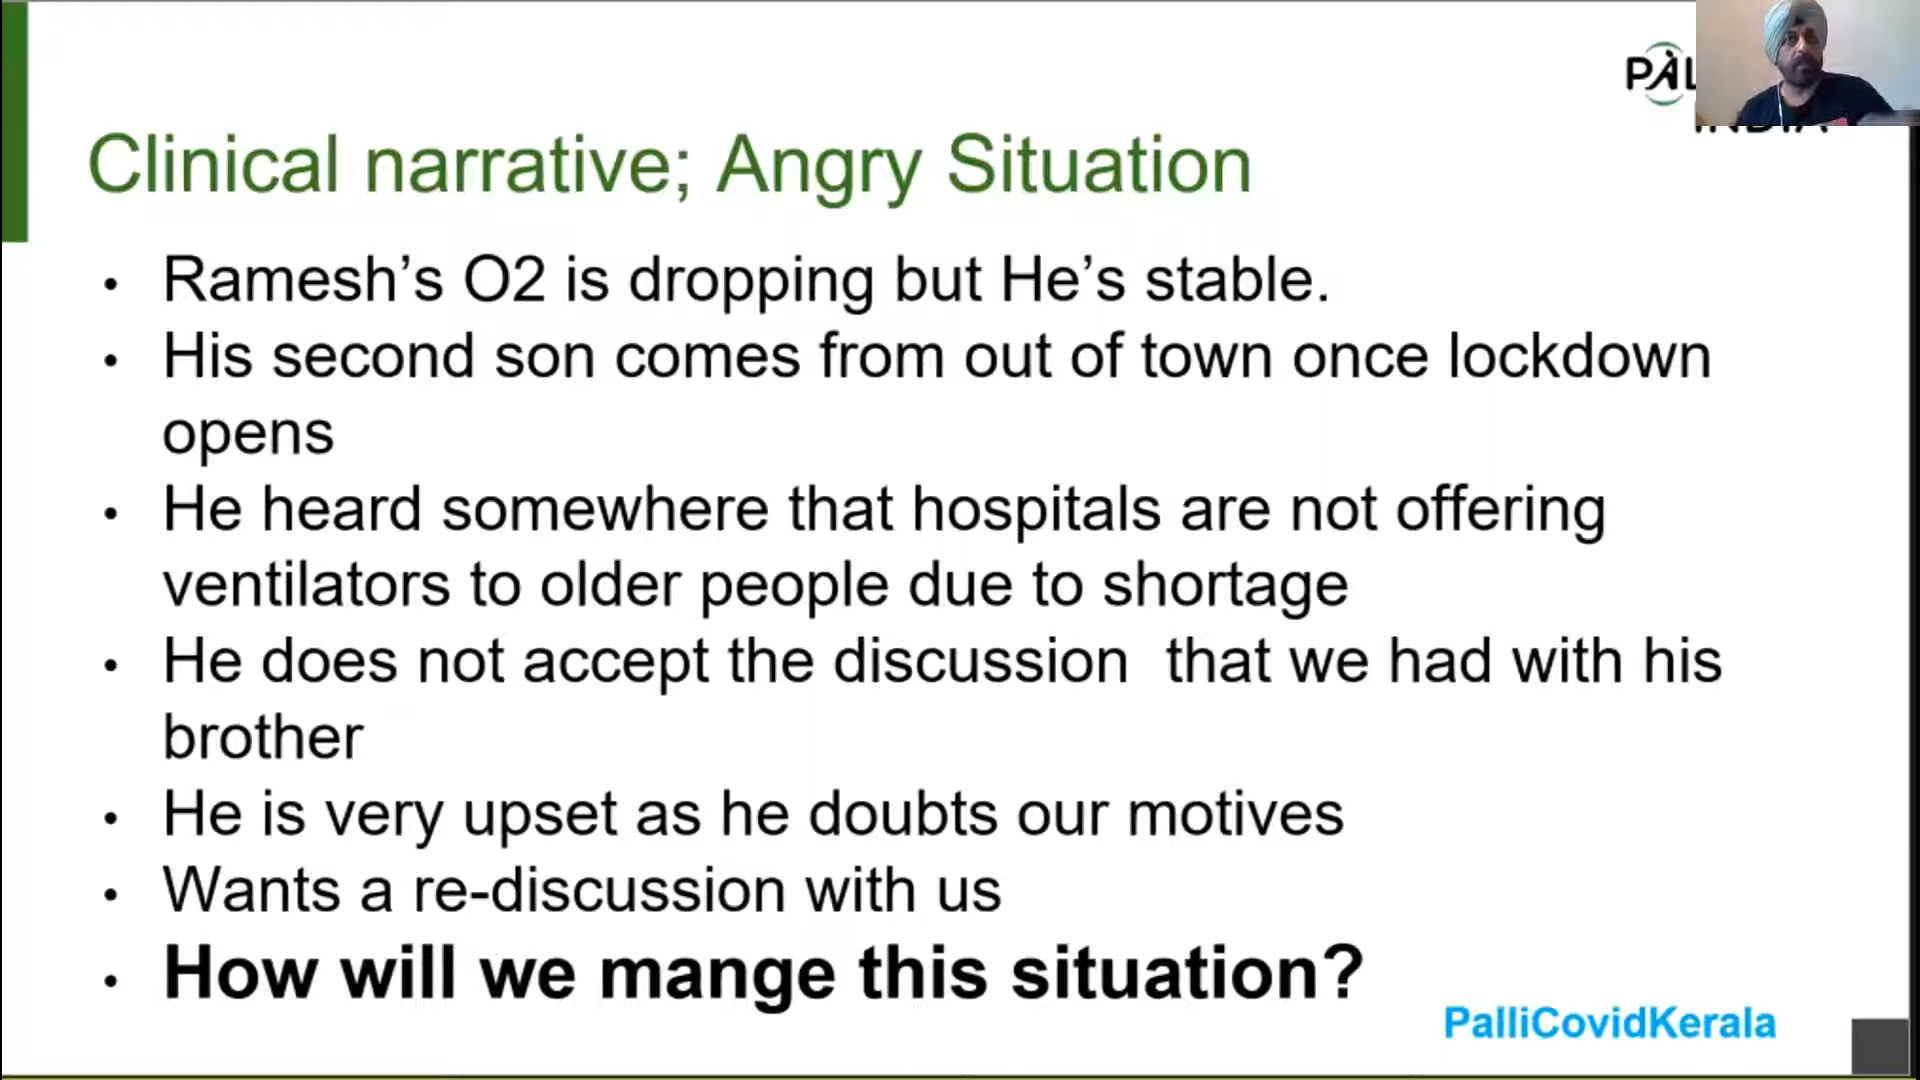 Clinical narrative; Angry Situation
• Ramesh’s O2 is dropping but He’s stable.
• His second son comes from out of town once lockdown
opens
• He heard somewhere that hospitals are not offering
ventilators to older people due to shortage
• He does not accept the discussion  that we had with his
brother
• He is very upset as he doubts our motives
• Wants a re-discussion with us
• How will we mange this situation?
PalliCovidKerala